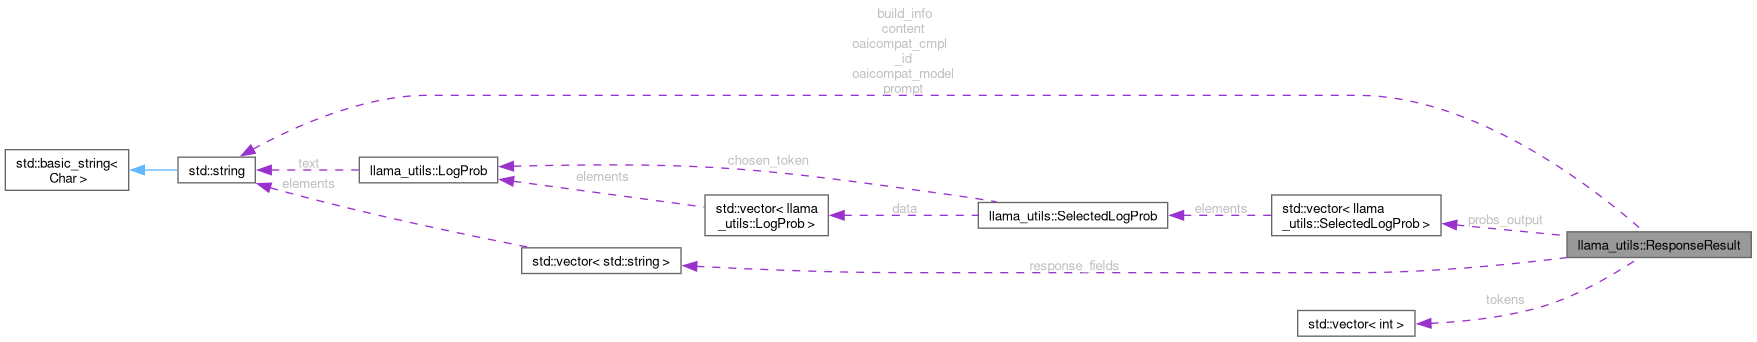 build_info
content
oaicompat_cmpl
_id
oaicompat_model
prompt
std::basic_string<
Char >
std::string
text
elements
llama_utils::LogProb
chosen_token
elements
std::vector< llama
_utils::LogProb >
data
llama_utils::SelectedLogProb
elements
std::vector< llama
_utils::SelectedLogProb >
probs_output
llama_utils::ResponseResult
std::vector< std::string >
response_fields
tokens
std::vector< int >